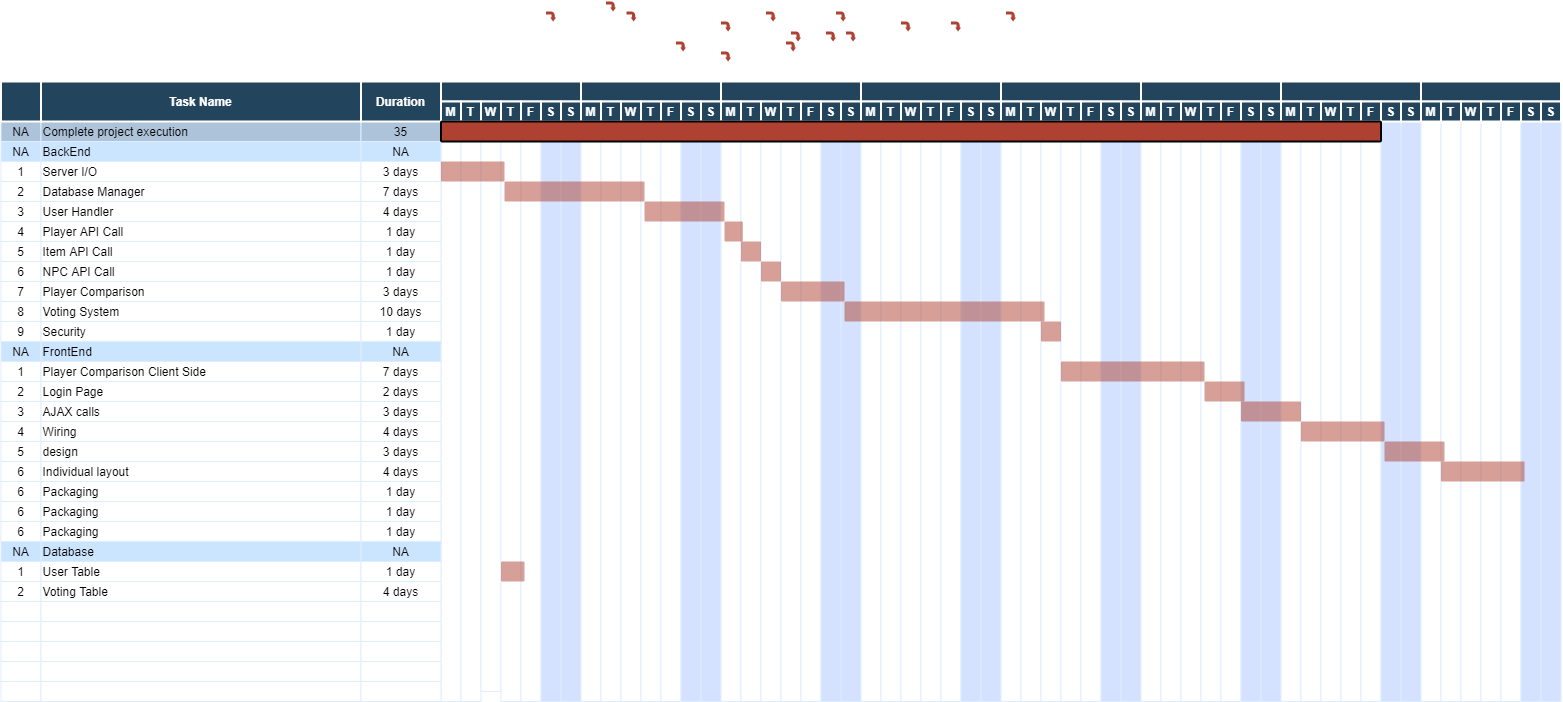 Task Name Duration
M T W T F S S M T W T F S S M T W T F S S M T W T F S S M T W T F S S M T W T F S S M T W T F S S M T W T F S S
NA Complete project execution 35
NA BackEnd NA
1 Server I/O 3 days
2 Database Manager 7 days
3 User Handler 4 days
4 Player API Call 1 day
5 Item API Call 1 day
6 NPC API Call 1 day
7 Player Comparison 3 days
8 Voting System 10 days
9 Security 1 day
NA FrontEnd NA
1 Player Comparison Client Side 7 days
2 Login Page 2 days
3 AJAX calls 3 days
4 Wiring 4 days
5 design 3 days
6 Individual layout 4 days
6 Packaging 1 day
6 Packaging 1 day
6 Packaging 1 day
NA Database NA
1 User Table 1 day
2 Voting Table 4 days